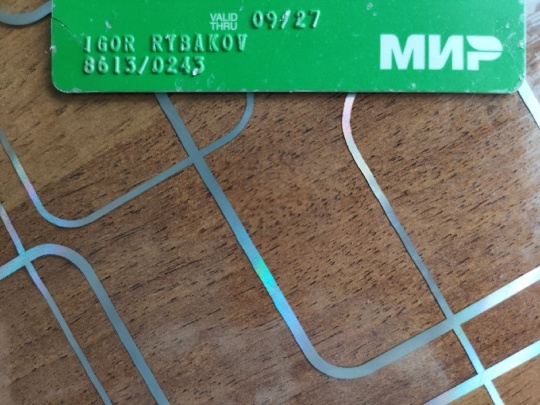 VALID
THRU 09/27
IGOR RYBAKOV
8613/0243
МИР